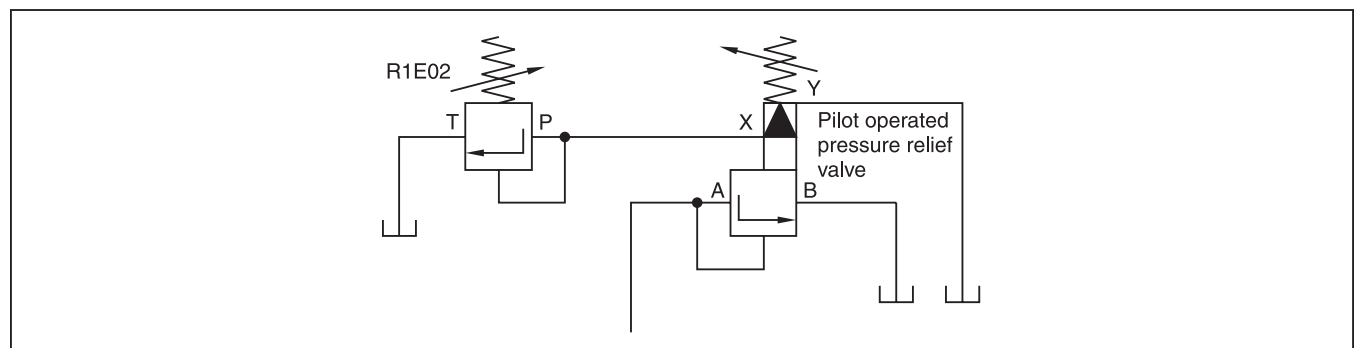 R1E02
T
P
X
Y
Pilot operated
pressure relief
valve
A
B